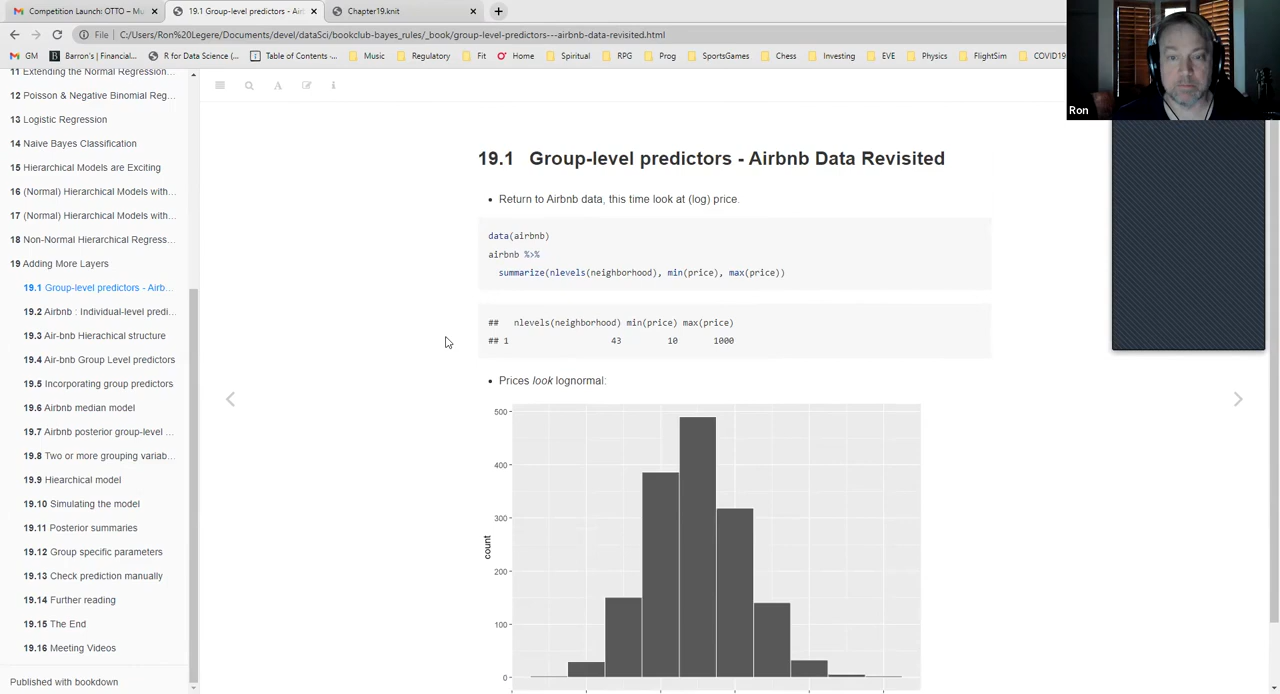 Competition Launch: OTTO – Mu
19.1 Group-level predictors - Air
Chapter19.knit
File
C:/Users/Ron%20Legere/Documents/devel/dataSci/bookclub-bayes_rules/_book/group-level-predictors---airbnb-data-revisited.html
GM
Barron's | Financial...
R for Data Science (...
Table of Contents -...
Music
Regulatory
Fit
Home
Spiritual
RPG
Prog
SportsGames
Chess
Investing
EVE
Physics
FlightSim
COVID19
Ron
11 Extending the Normal Regression...
12 Poisson & Negative Binomial Reg...
13 Logistic Regression
14 Naive Bayes Classification
15 Hierarchical Models are Exciting
16 (Normal) Hierarchical Models with...
17 (Normal) Hierarchical Models with...
18 Non-Normal Hierarchical Regress...
19 Adding More Layers
19.1 Group-level predictors - Airb...
19.2 Airbnb : Individual-level predi...
19.3 Air-bnb Hierachical structure
19.4 Air-bnb Group Level predictors
19.5 Incorporating group predictors
19.6 Airbnb median model
19.7 Airbnb posterior group-level ...
19.8 Two or more grouping variab...
19.9 Hiearchical model
19.10 Simulating the model
19.11 Posterior summaries
19.12 Group specific parameters
19.13 Check prediction manually
19.14 Further reading
19.15 The End
19.16 Meeting Videos
Published with bookdown
19.1 Group-level predictors - Airbnb Data Revisited
• Return to Airbnb data, this time look at (log) price.
data(airbnb)
airbnb %>%
summarize(nlevels(neighborhood), min(price), max(price))
## nlevels(neighborhood) min(price) max(price)
## 1 43 10 1000
• Prices look lognormal:
500
400
300
200
100
0
count